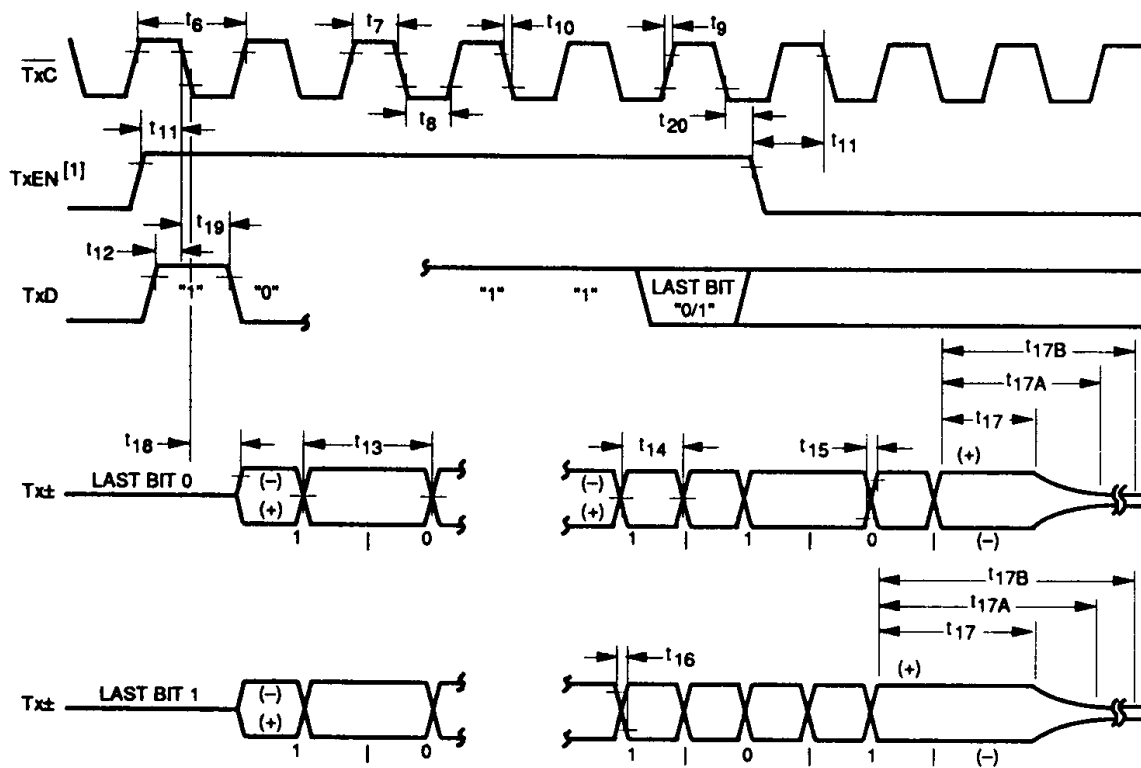 t6 t7 t10 t9
TxC
t11 t8 t20 t11
TxEN [1]
t12 t19
TxD "1" "0" "1" "1" LAST BIT "0/1"
t17B
t17A
t18 t13 t14 t15 t17
Tx± LAST BIT 0 (–) (–) (+)
(+) (+)
1 | 0 1 | 1 | 0 | (–)
t17B
t17A
t16 t17
Tx± LAST BIT 1 (–) (+)
(+)
1 | 0 1 | 0 | 1 | (–)